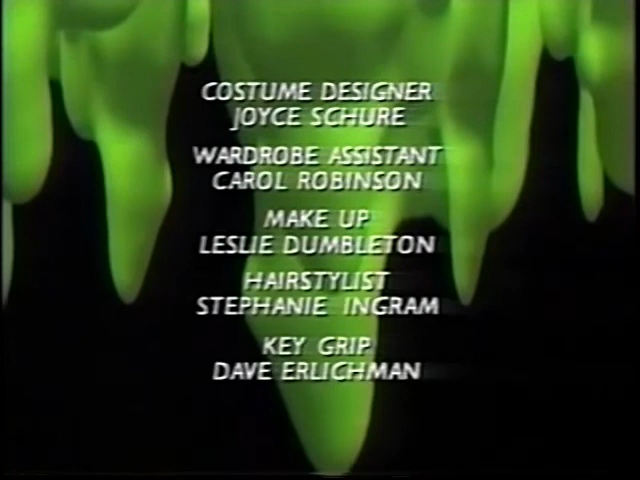 COSTUME DESIGNER
JOYCE SCHURE
WARDROBE ASSISTANT
CAROL ROBINSON
MAKE UP
LESLIE DUMBLETON
HAIRSTYLIST
STEPHANIE INGRAM
KEY GRIP
DAVE ERLICHMAN